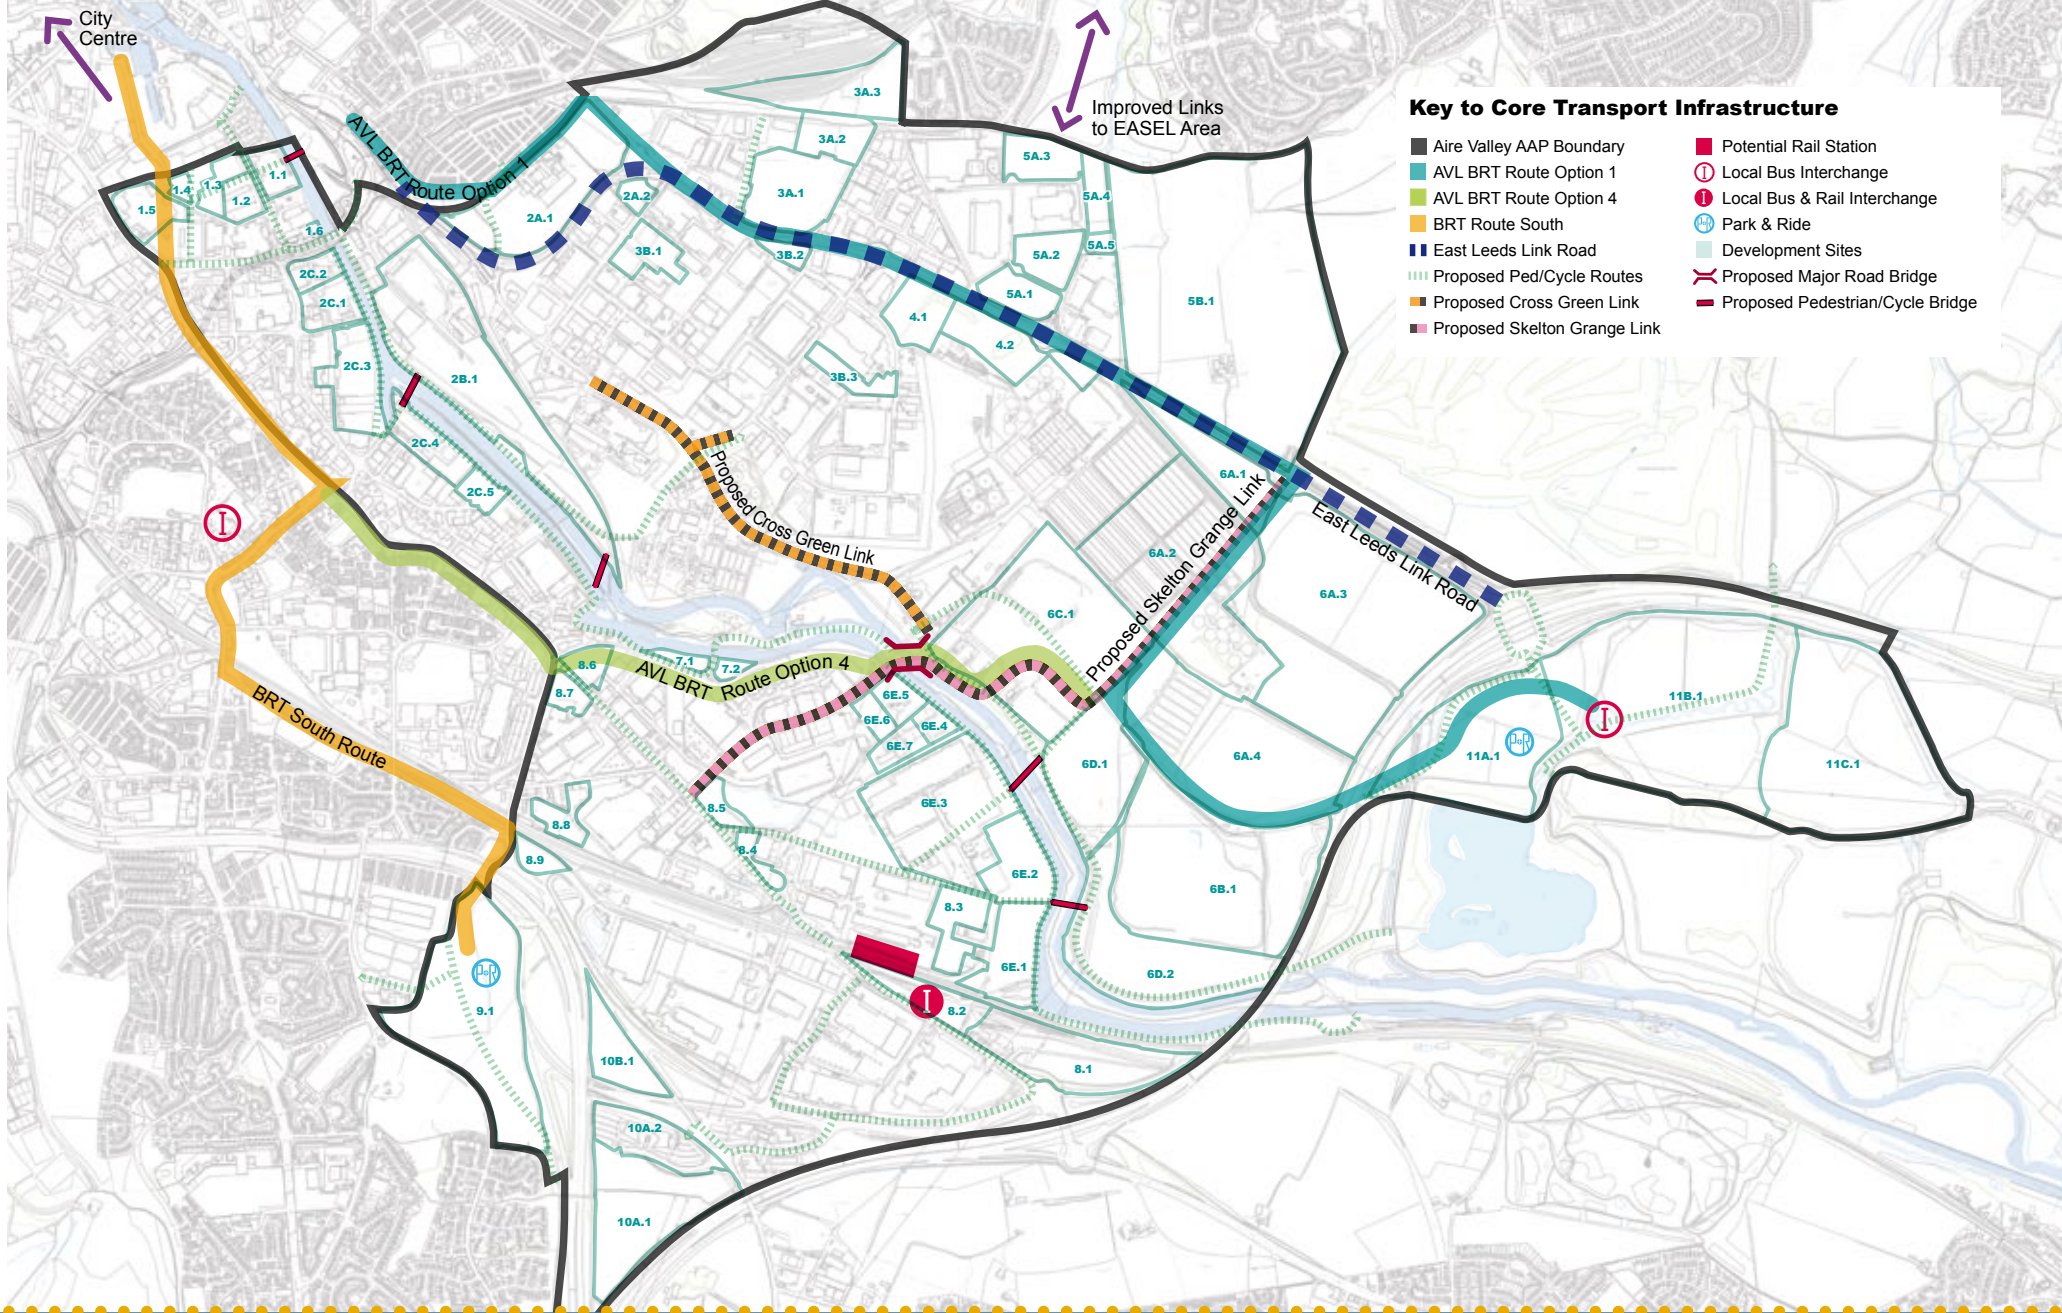 City
Centre
Improved Links
to EASEL Area
Key to Core Transport Infrastructure
Aire Valley AAP Boundary
AVL BRT Route Option 1
AVL BRT Route Option 4
BRT Route South
East Leeds Link Road
Proposed Ped/Cycle Routes
Proposed Cross Green Link
Proposed Skelton Grange Link
Potential Rail Station
I Local Bus Interchange
I Local Bus & Rail Interchange
Park & Ride
Development Sites
Proposed Major Road Bridge
Proposed Pedestrian/Cycle Bridge
AVL BRT Route Option 1
3A.3
3A.2
3A.1
5A.3
5A.4
5A.5
5A.2
5A.1
5B.1
1.1
1.3
1.4
1.2
1.5
1.6
2A.2
2A.1
3B.1
3B.2
2C.2
2C.1
4.1
4.2
2C.3
2B.1
3B.3
2C.4
2C.5
6A.1
Proposed Cross Green Link
Proposed Skelton Grange Link
East Leeds Link Road
I
6A.2
6A.3
6C.1
8.6
7.1
7.2
AVL BRT Route Option 4
8.7
6E.5
6E.6
6E.4
6E.7
BRT South Route
11B.1
I
11A.1
11C.1
6A.4
6D.1
6E.3
8.5
8.8
8.4
8.9
6E.2
6B.1
8.3
6E.1
6D.2
9.1
I
8.2
10B.1
8.1
10A.2
10A.1